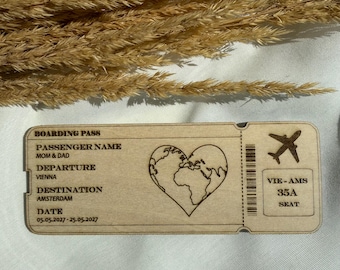 BOARDING PASS
PASSENGER NAME
MOM & DAD
DEPARTURE
VIENNA
DESTINATION
AMSTERDAM
DATE
05.05.2027 - 25.05.2027
VIE - AMS
35A
SEAT